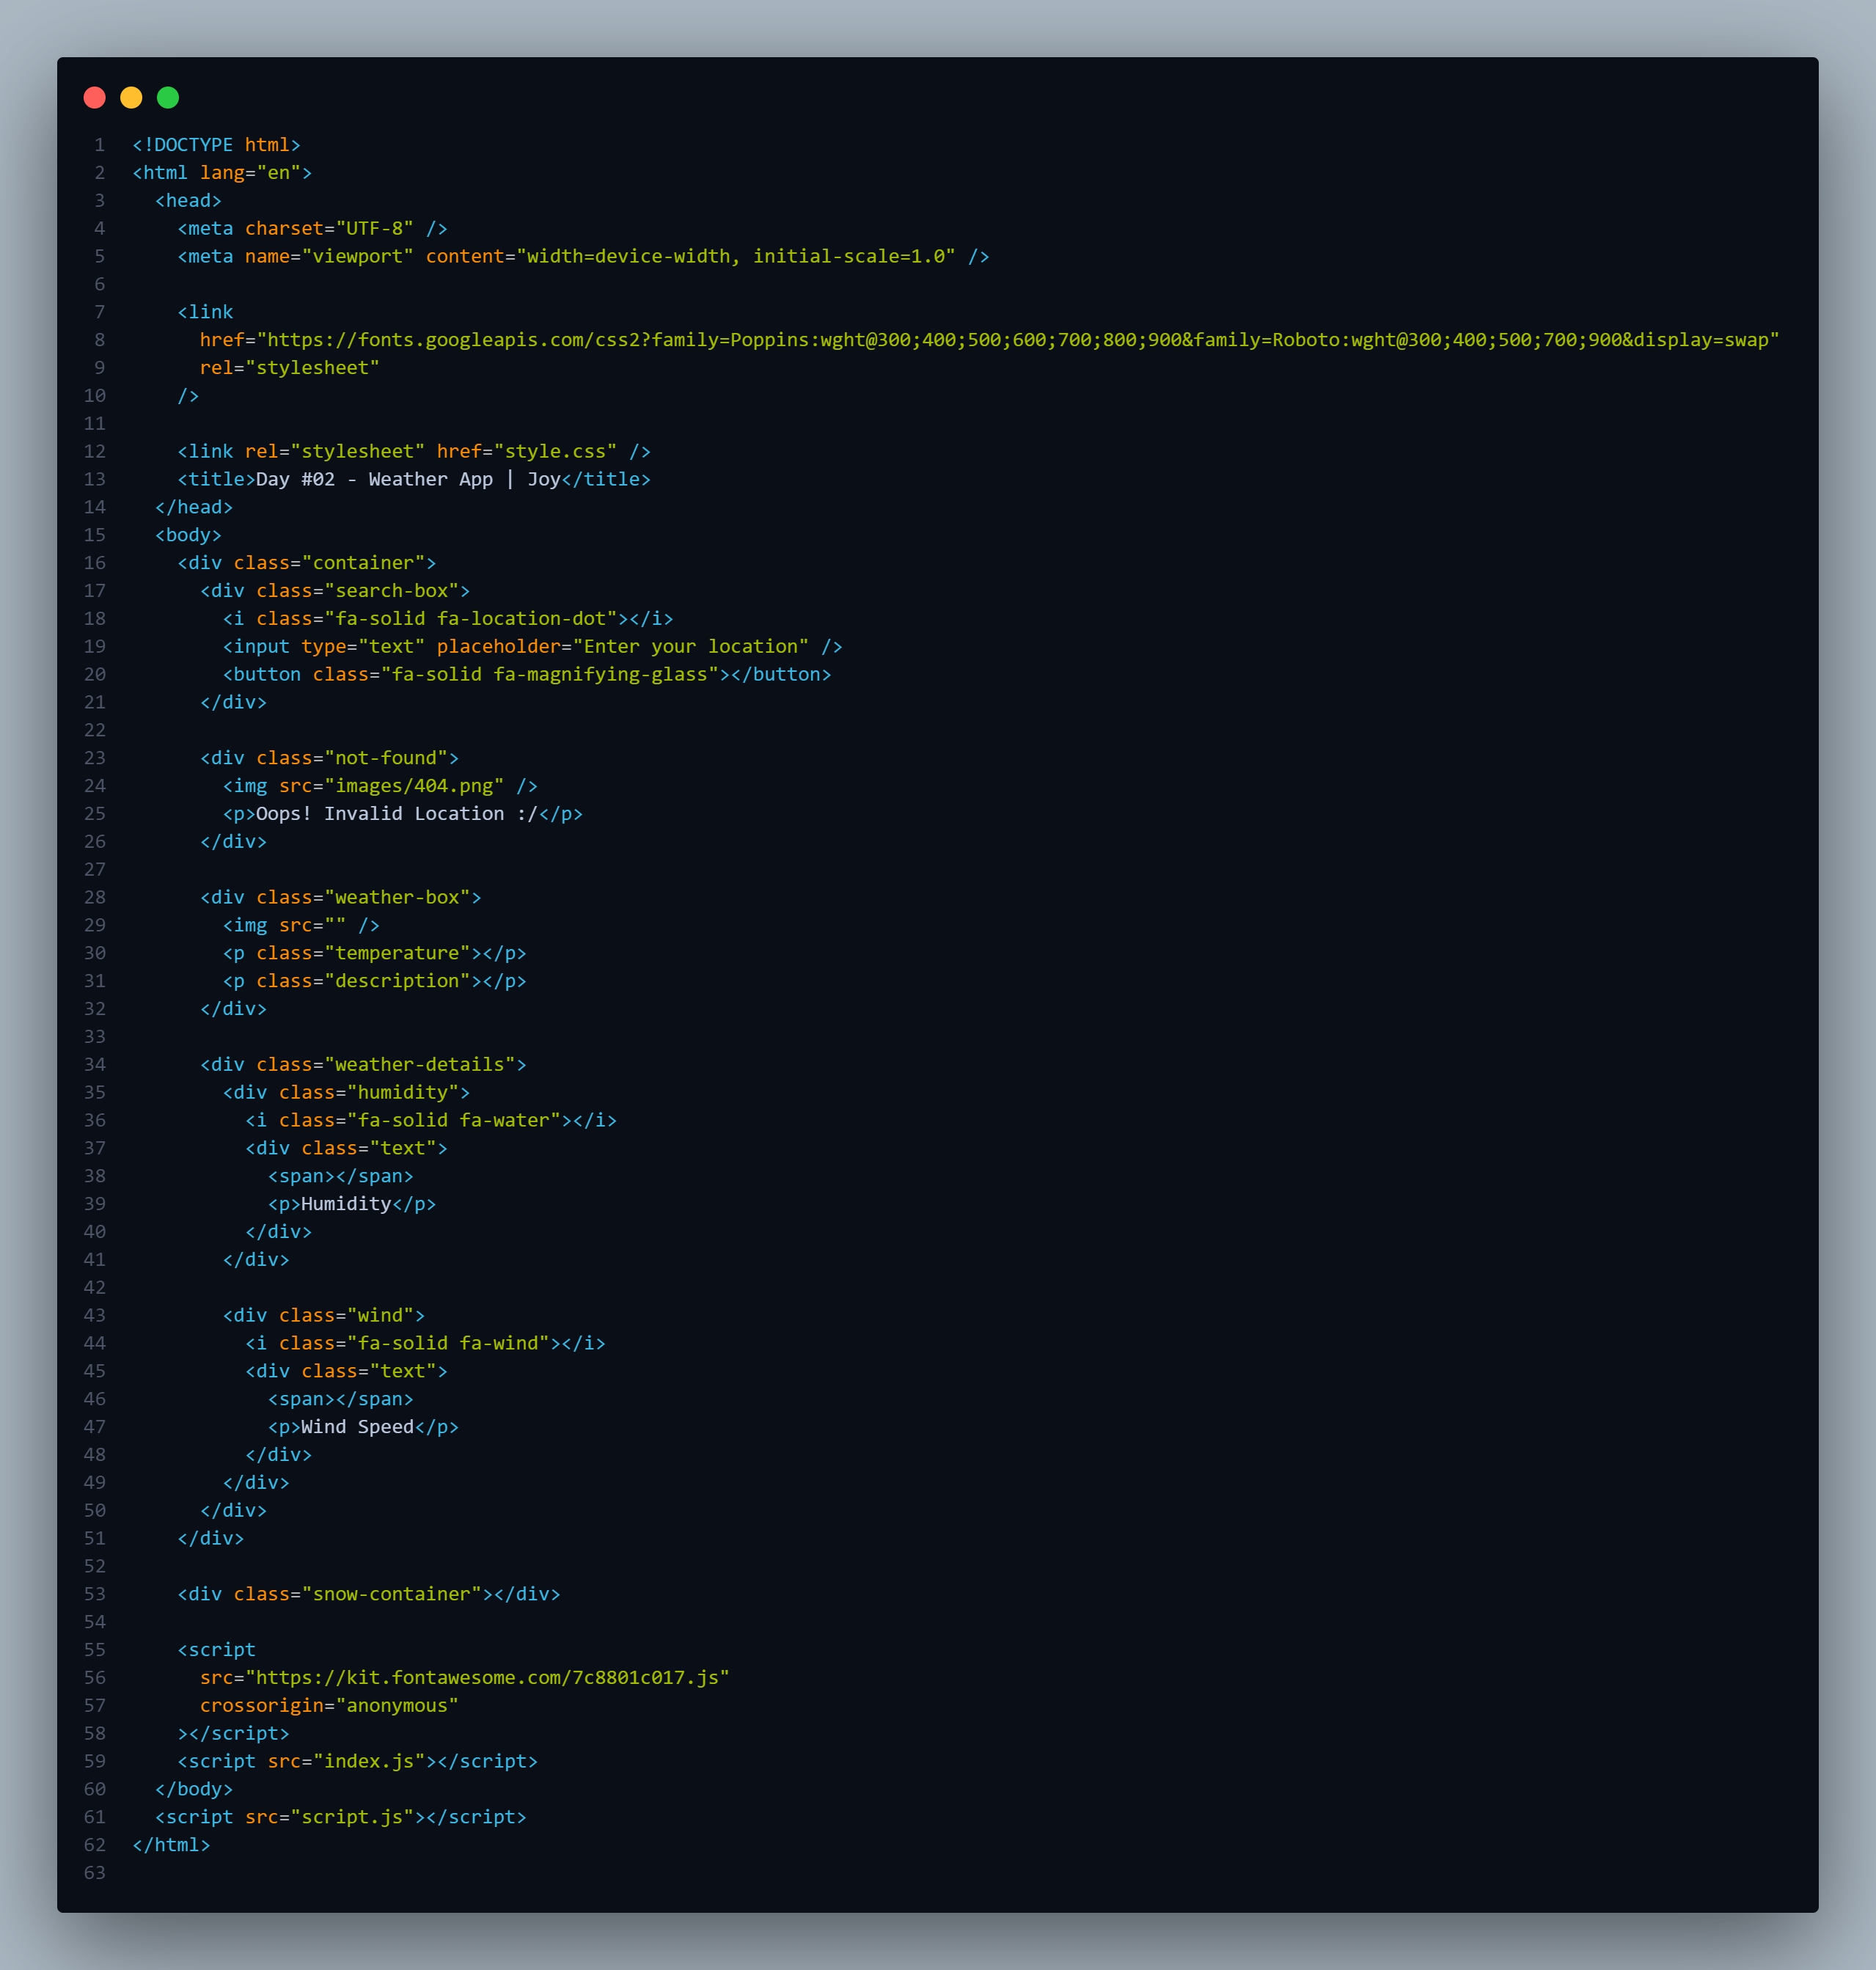 1 <!DOCTYPE html>
2 <html lang="en">
3   <head>
4     <meta charset="UTF-8" />
5     <meta name="viewport" content="width=device-width, initial-scale=1.0" />
6
7     <link
8       href="https://fonts.googleapis.com/css2?family=Poppins:wght@300;400;500;600;700;800;900&family=Roboto:wght@300;400;500;700;900&display=swap"
9       rel="stylesheet"
10     />
11
12     <link rel="stylesheet" href="style.css" />
13     <title>Day #02 - Weather App | Joy</title>
14   </head>
15   <body>
16     <div class="container">
17       <div class="search-box">
18         <i class="fa-solid fa-location-dot"></i>
19         <input type="text" placeholder="Enter your location" />
20         <button class="fa-solid fa-magnifying-glass"></button>
21       </div>
22
23       <div class="not-found">
24         <img src="images/404.png" />
25         <p>Oops! Invalid Location :/</p>
26       </div>
27
28       <div class="weather-box">
29         <img src="" />
30         <p class="temperature"></p>
31         <p class="description"></p>
32       </div>
33
34       <div class="weather-details">
35         <div class="humidity">
36           <i class="fa-solid fa-water"></i>
37           <div class="text">
38             <span></span>
39             <p>Humidity</p>
40           </div>
41         </div>
42
43         <div class="wind">
44           <i class="fa-solid fa-wind"></i>
45           <div class="text">
46             <span></span>
47             <p>Wind Speed</p>
48           </div>
49         </div>
50       </div>
51     </div>
52
53     <div class="snow-container"></div>
54
55     <script
56       src="https://kit.fontawesome.com/7c8801c017.js"
57       crossorigin="anonymous"
58     ></script>
59     <script src="index.js"></script>
60   </body>
61   <script src="script.js"></script>
62 </html>
63